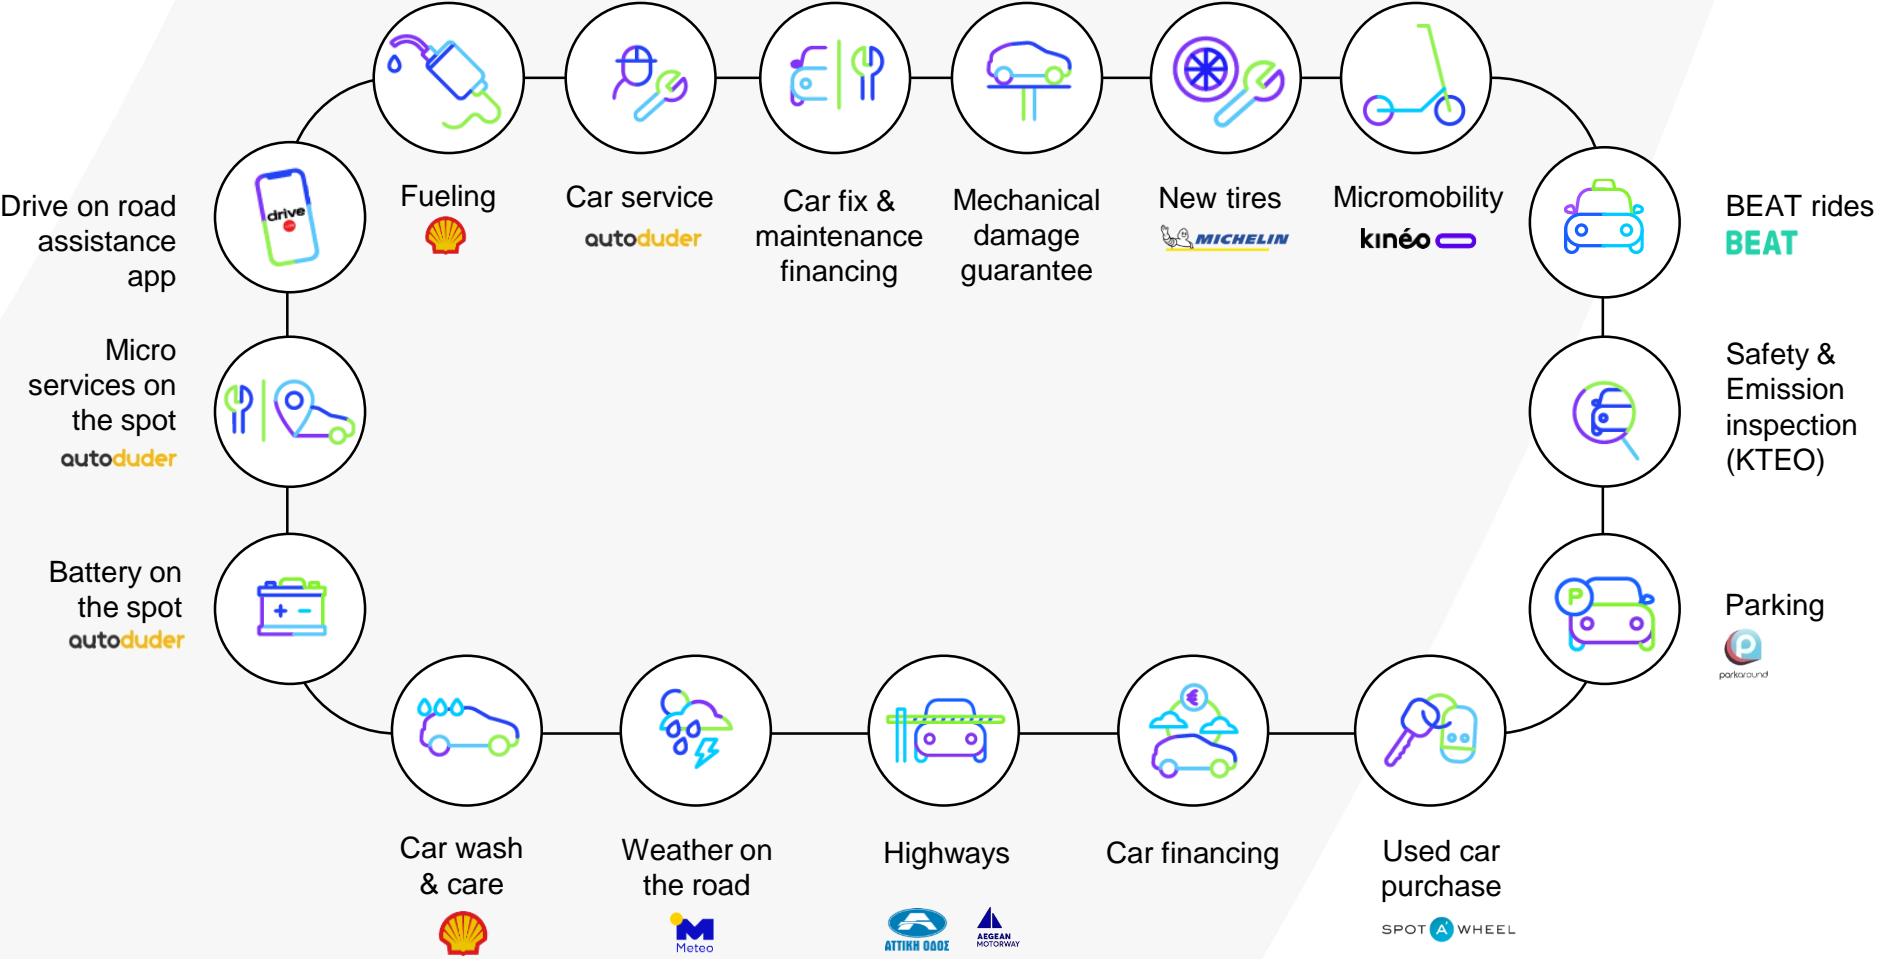 Fueling
Car service
autoduder
Car fix &
maintenance
financing
Mechanical
damage
guarantee
New tires
MICHELIN
Micromobility
kinéo
BEAT rides
BEAT
Safety &
Emission
inspection
(KTEO)
P
Parking
P
parkaround
Used car
purchase
SPOT A WHEEL
€
Car financing
Highways
ΑΤΤΙΚΗ ΟΔΟΣ
AEGEAN
MOTORWAY
Weather on
the road
M
Meteo
Car wash
& care
Battery on
the spot
autoduder
+ −
Micro
services on
the spot
autoduder
Drive on road
assistance
app
drive